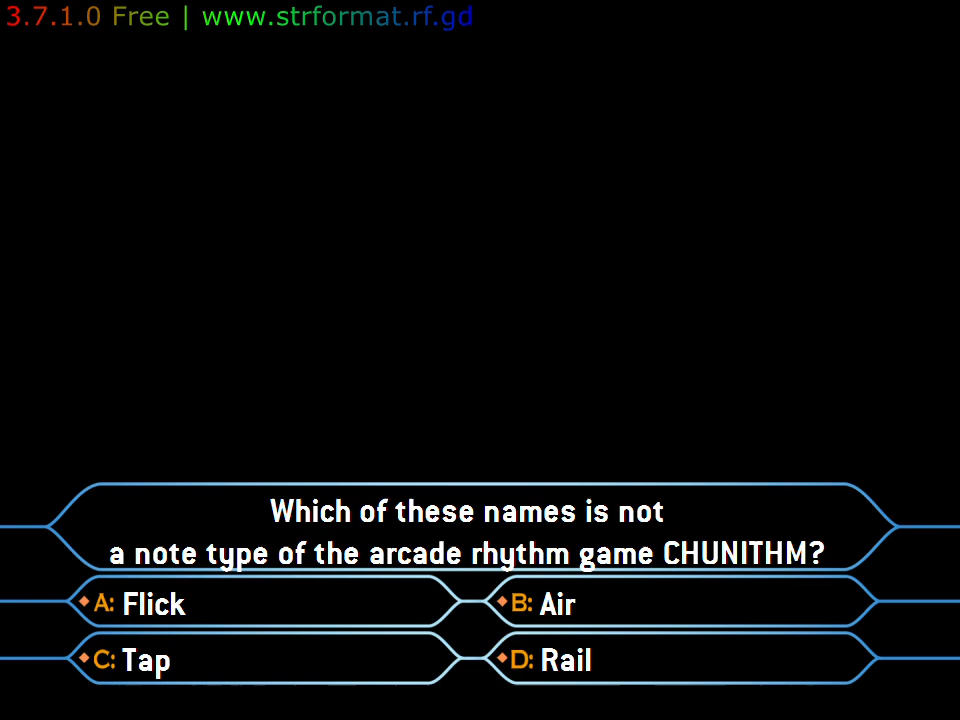 3.7.1.0 Free | www.strformat.rf.gd
Which of these names is not
a note type of the arcade rhythm game CHUNITHM?
A: Flick
B: Air
C: Tap
D: Rail